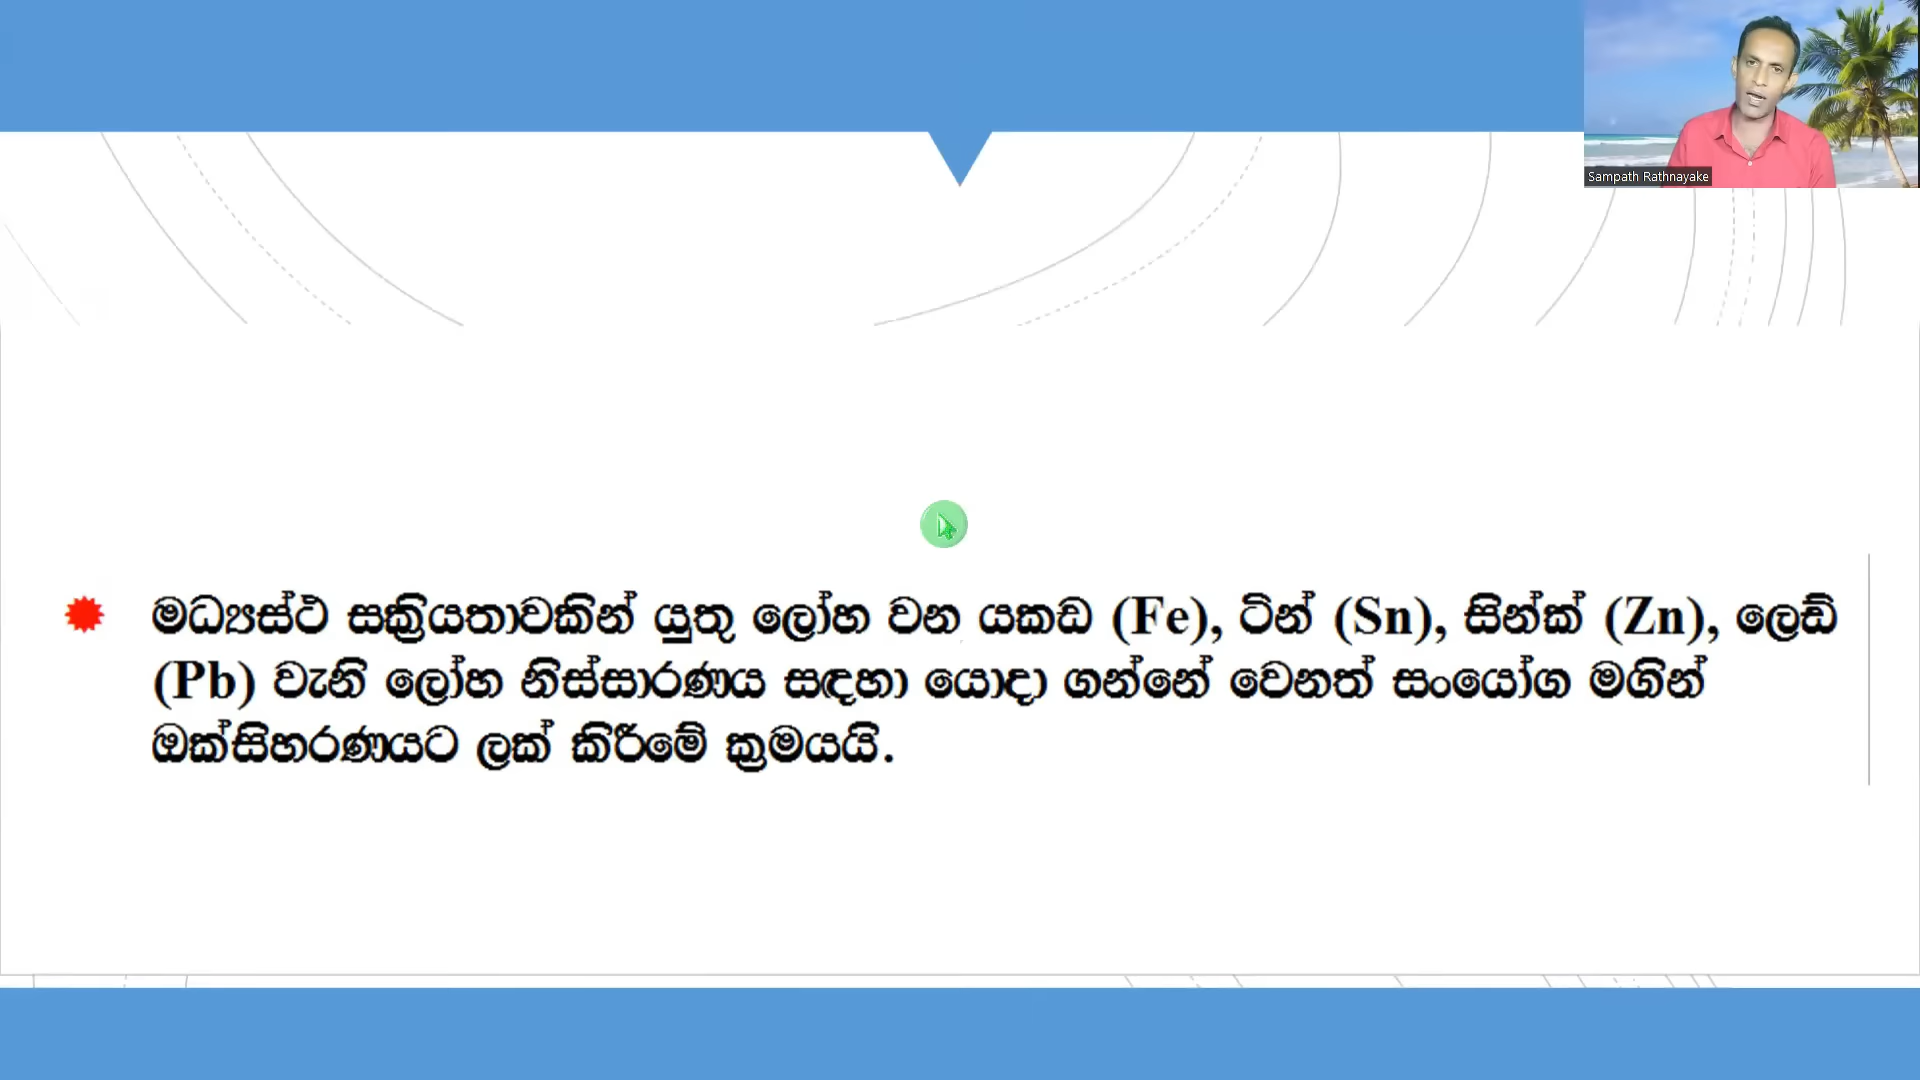 Sampath Rathnayake
මධ්‍යස්ථ සක්‍රියතාවකින් යුතු ලෝහ වන යකඩ (Fe), ටින් (Sn), සින්ක් (Zn), ලෙඩ්
(Pb) වැනි ලෝහ නිස්සාරණය සඳහා යොදා ගන්නේ වෙනත් සංයෝග මගින්
ඔක්සිහරණයට ලක් කිරීමේ ක්‍රමයයි.